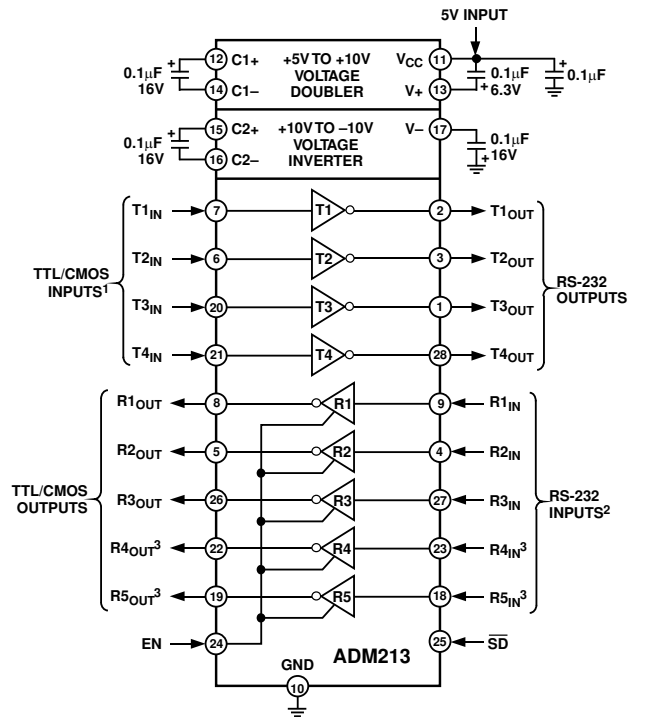 5V INPUT
12 C1+ +5V TO +10V VCC 11
0.1µF 16V VOLTAGE 0.1µF 0.1µF
14 C1– DOUBLER V+ 13 6.3V
15 C2+ +10V TO –10V V– 17
0.1µF 16V VOLTAGE 0.1µF 16V
16 C2– INVERTER
T1IN 7 T1 2 T1OUT
T2IN 6 T2 3 T2OUT
TTL/CMOS INPUTS1 RS-232 OUTPUTS
T3IN 20 T3 1 T3OUT
T4IN 21 T4 28 T4OUT
R1OUT 8 R1 9 R1IN
R2OUT 5 R2 4 R2IN
TTL/CMOS OUTPUTS RS-232 INPUTS2
R3OUT 26 R3 27 R3IN
R4OUT3 22 R4 23 R4IN3
R5OUT3 19 R5 18 R5IN3
EN 24 ADM213 25 SD
GND
10